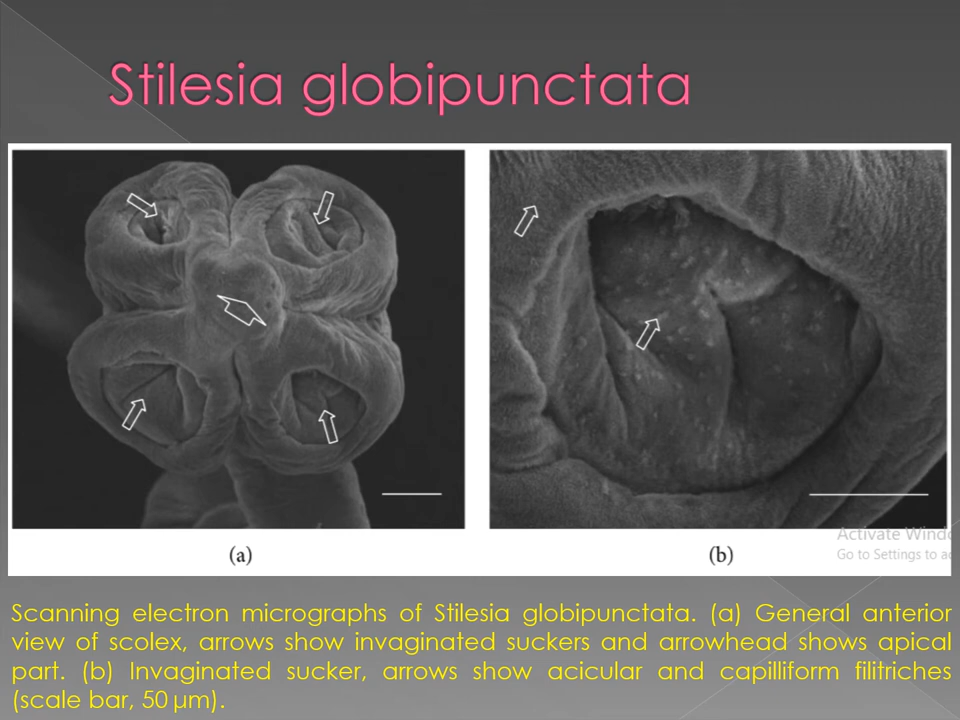 Stilesia globipunctata
(a)
(b)
Activate Windo
Go to Settings to a
Scanning electron micrographs of Stilesia globipunctata. (a) General anterior
view of scolex, arrows show invaginated suckers and arrowhead shows apical
part. (b) Invaginated sucker, arrows show acicular and capilliform filitriches
(scale bar, 50 µm).